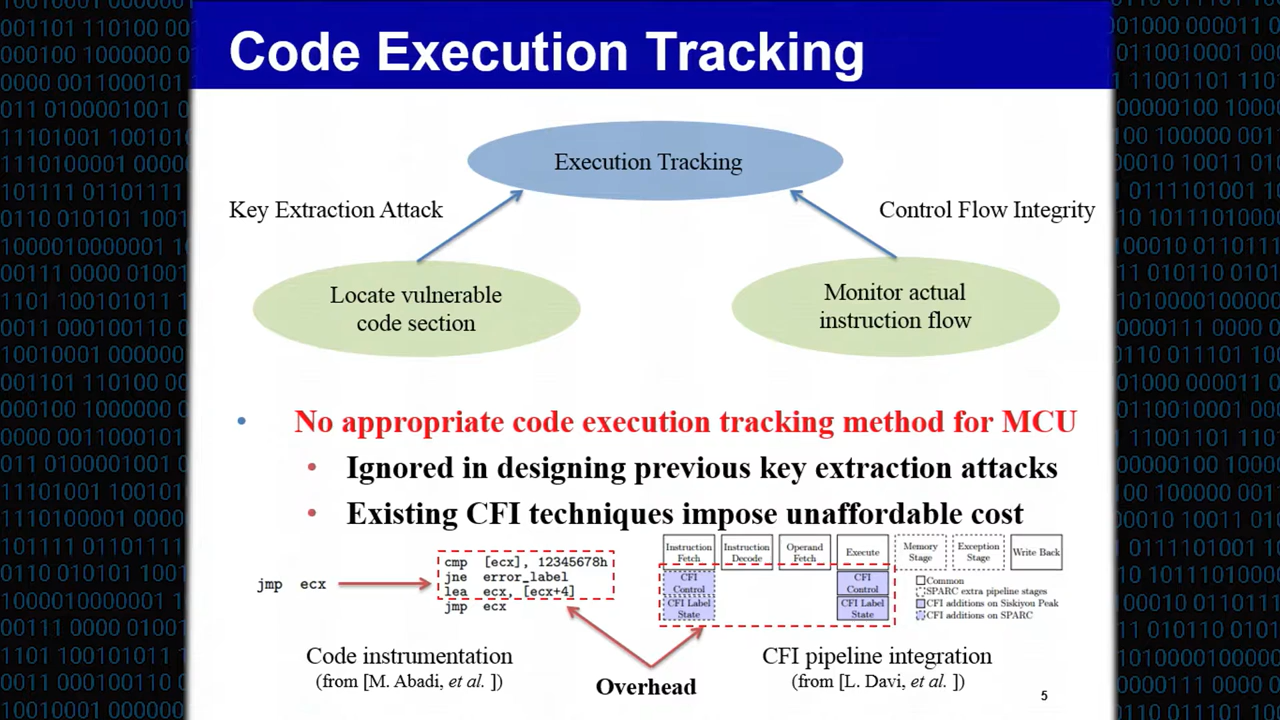 Code Execution Tracking
Execution Tracking
Key Extraction Attack
Control Flow Integrity
Locate vulnerable
code section
Monitor actual
instruction flow
• No appropriate code execution tracking method for MCU
• Ignored in designing previous key extraction attacks
• Existing CFI techniques impose unaffordable cost
jmp ecx
cmp [ecx], 12345678h
jne error_label
lea ecx, [ecx+4]
jmp ecx
Instruction
Fetch
Instruction
Decode
Operand
Fetch
Execute
Memory
Stage
Exception
Stage
Write Back
CFI
Control
CFI Label
State
CFI
Control
CFI Label
State
Common
SPARC extra pipeline stages
CFI additions on Siskiyou Peak
CFI additions on SPARC
Code instrumentation
(from [M. Abadi, et al. ])
Overhead
CFI pipeline integration
(from [L. Davi, et al. ])
5